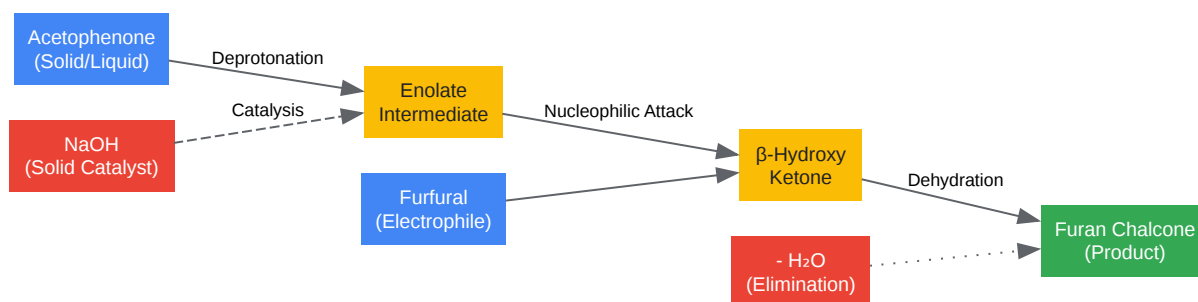 Acetophenone
(Solid/Liquid)
Deprotonation
NaOH
(Solid Catalyst)
Catalysis
Enolate
Intermediate
Nucleophilic Attack
Furfural
(Electrophile)
β-Hydroxy
Ketone
Dehydration
- H₂O
(Elimination)
Furan Chalcone
(Product)